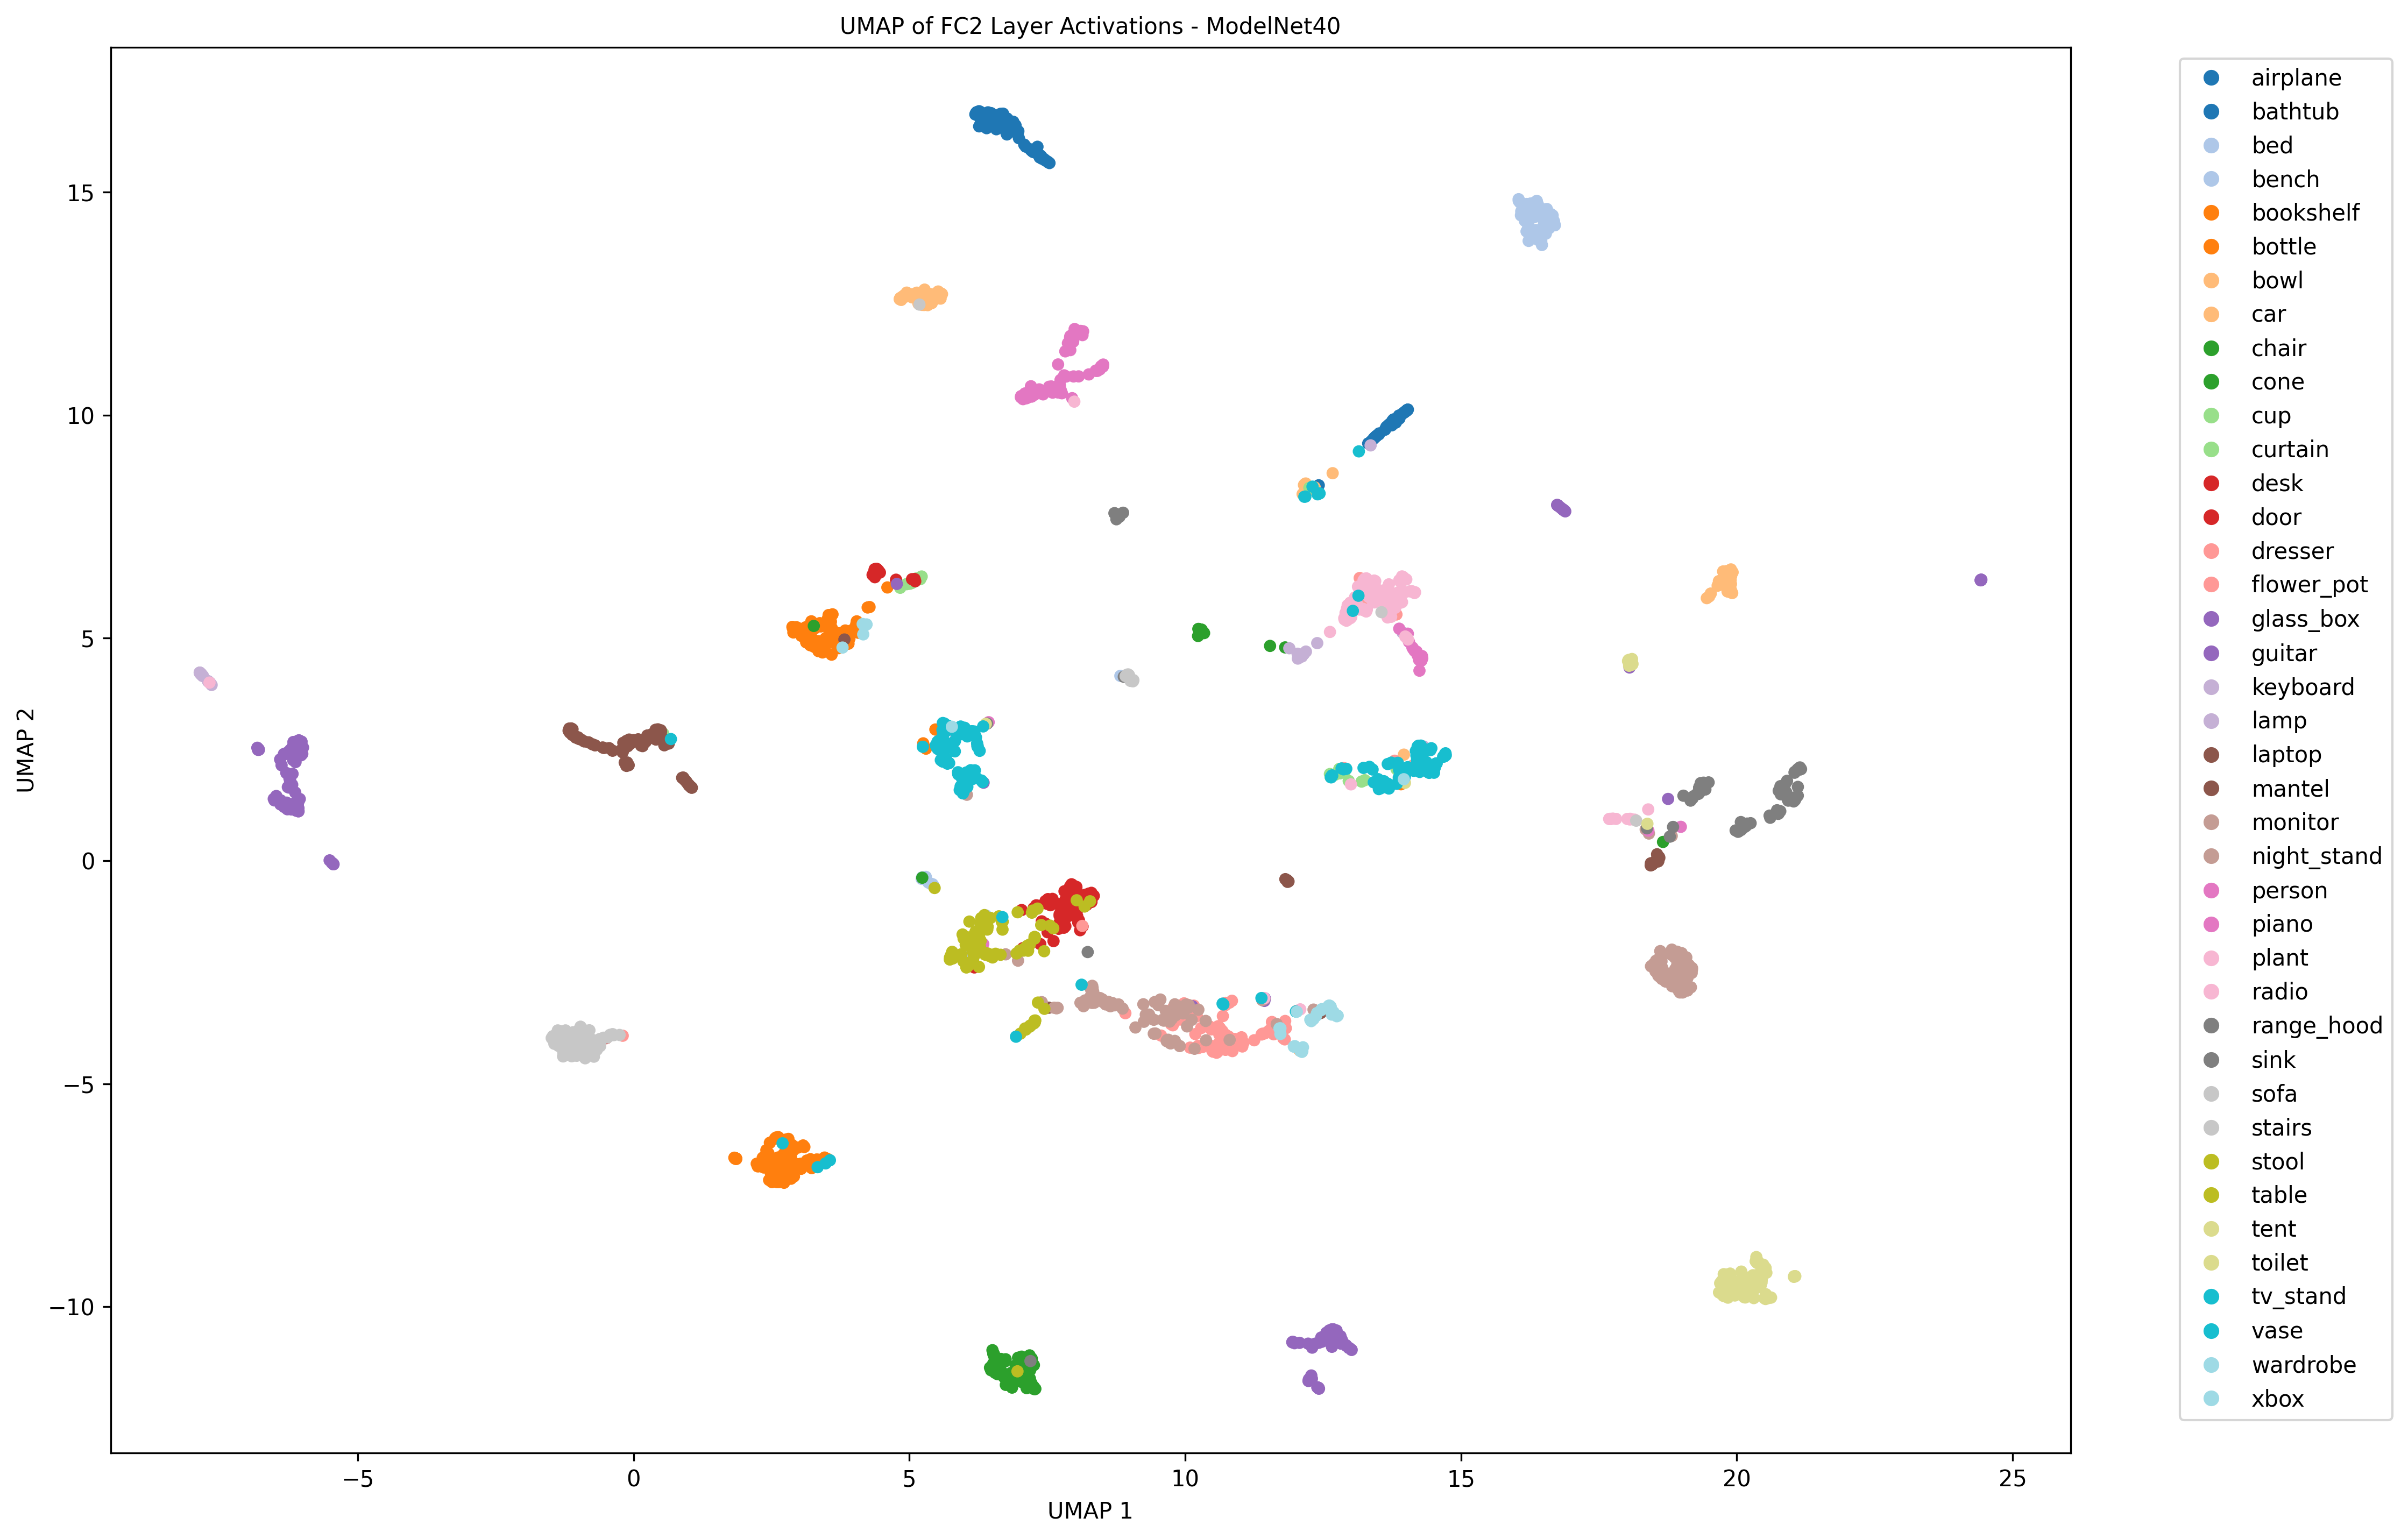 UMAP of FC2 Layer Activations - ModelNet40
UMAP 2
15
10
5
0
−5
−10
−5
0
5
10
15
20
25
UMAP 1
airplane
bathtub
bed
bench
bookshelf
bottle
bowl
car
chair
cone
cup
curtain
desk
door
dresser
flower_pot
glass_box
guitar
keyboard
lamp
laptop
mantel
monitor
night_stand
person
piano
plant
radio
range_hood
sink
sofa
stairs
stool
table
tent
toilet
tv_stand
vase
wardrobe
xbox